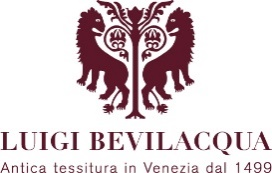 LUIGI BEVILACQUA
Antica tessitura in Venezia dal 1499